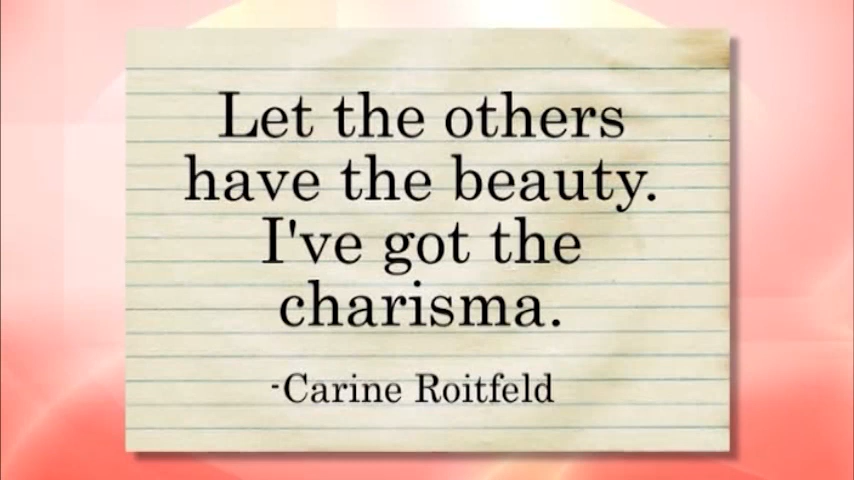 Let the others
have the beauty.
I've got the
charisma.
-Carine Roitfeld